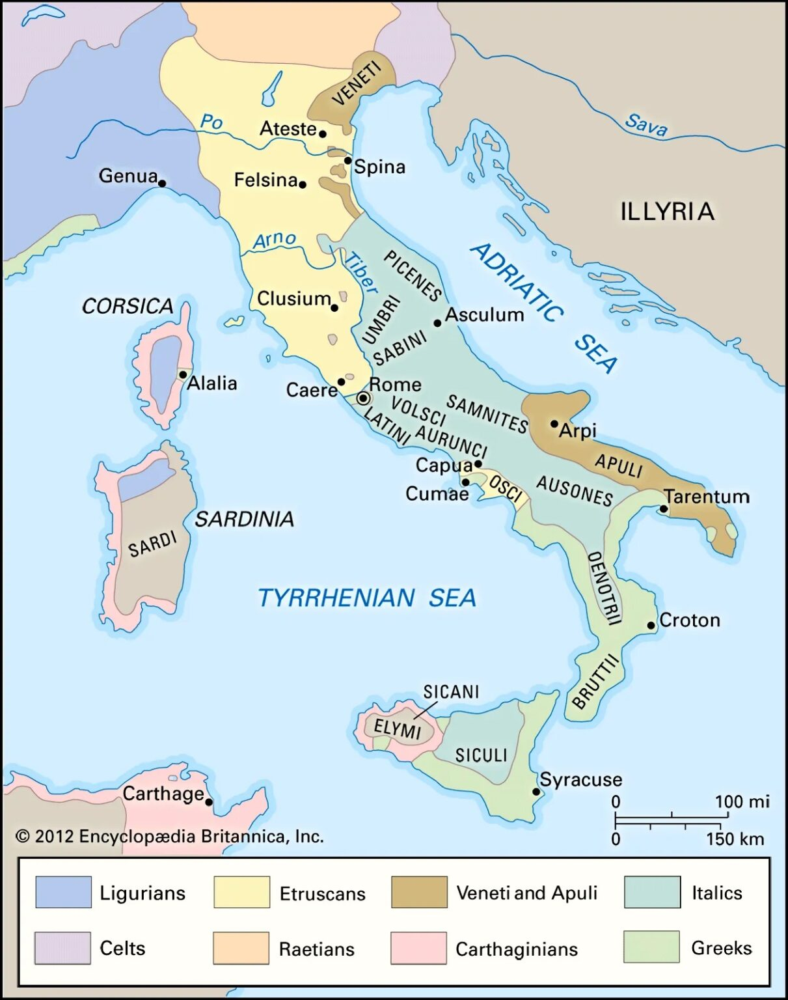 VENETI
Po
Sava
Ateste
Spina
Genua
Felsina
ILLYRIA
Arno
Tiber
ADRIATIC SEA
PICENES
CORSICA
Clusium
UMBRI
Asculum
SABINI
Alalia
Caere
Rome
VOLSCI
SAMNITES
LATINI
AURUNCI
Arpi
Capua
APULI
Cumae
OSCI
AUSONES
Tarentum
SARDINIA
SARDI
OENOTRII
TYRRHENIAN SEA
Croton
BRUTTII
SICANI
ELYMI
SICULI
Syracuse
Carthage
0 100 mi
0 150 km
© 2012 Encyclopædia Britannica, Inc.
Ligurians Etruscans Veneti and Apuli Italics
Celts Raetians Carthaginians Greeks